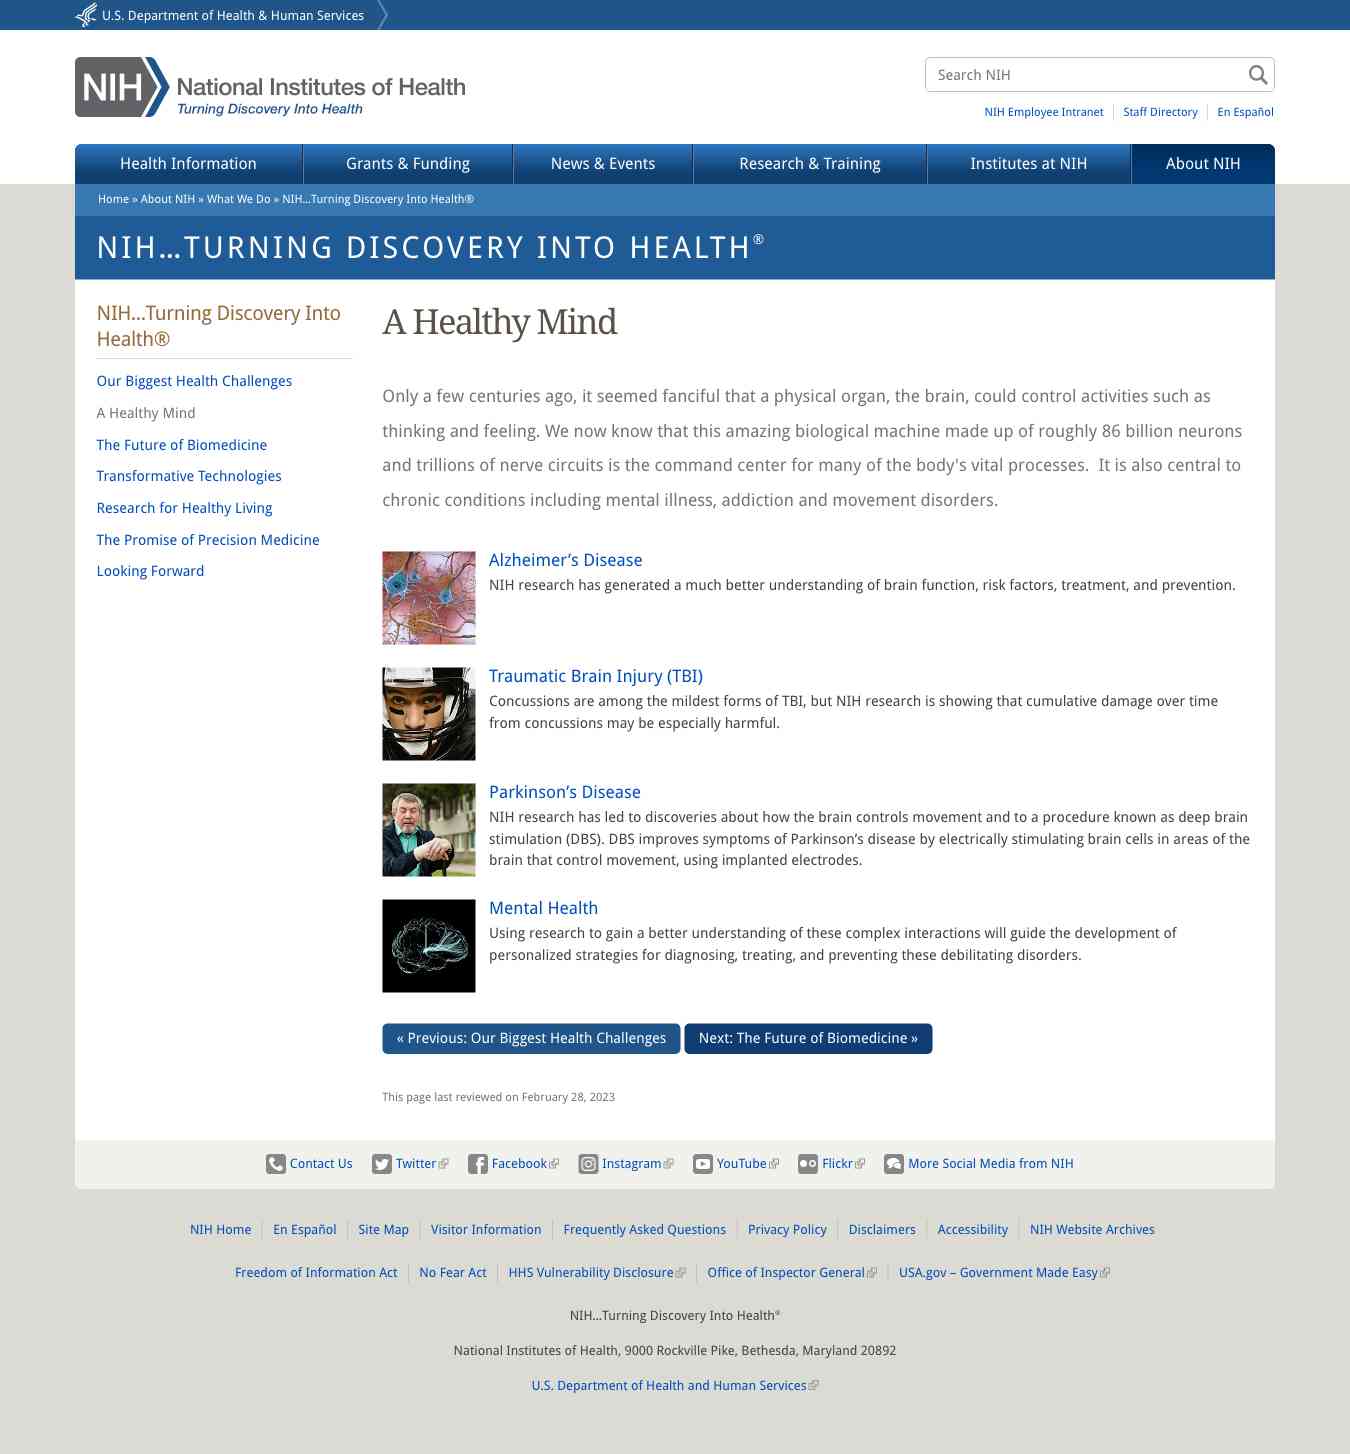 U.S. Department of Health & Human Services
NIH National Institutes of Health
Turning Discovery Into Health
Search NIH
NIH Employee Intranet
Staff Directory
En Español
Health Information
Grants & Funding
News & Events
Research & Training
Institutes at NIH
About NIH
Home » About NIH » What We Do » NIH…Turning Discovery Into Health®
NIH…TURNING DISCOVERY INTO HEALTH®
NIH…Turning Discovery Into
Health®
Our Biggest Health Challenges
A Healthy Mind
The Future of Biomedicine
Transformative Technologies
Research for Healthy Living
The Promise of Precision Medicine
Looking Forward
A Healthy Mind
Only a few centuries ago, it seemed fanciful that a physical organ, the brain, could control activities such as
thinking and feeling. We now know that this amazing biological machine made up of roughly 86 billion neurons
and trillions of nerve circuits is the command center for many of the body's vital processes.  It is also central to
chronic conditions including mental illness, addiction and movement disorders.
Alzheimer’s Disease
NIH research has generated a much better understanding of brain function, risk factors, treatment, and prevention.
Traumatic Brain Injury (TBI)
Concussions are among the mildest forms of TBI, but NIH research is showing that cumulative damage over time
from concussions may be especially harmful.
Parkinson’s Disease
NIH research has led to discoveries about how the brain controls movement and to a procedure known as deep brain
stimulation (DBS). DBS improves symptoms of Parkinson’s disease by electrically stimulating brain cells in areas of the
brain that control movement, using implanted electrodes.
Mental Health
Using research to gain a better understanding of these complex interactions will guide the development of
personalized strategies for diagnosing, treating, and preventing these debilitating disorders.
« Previous: Our Biggest Health Challenges
Next: The Future of Biomedicine »
This page last reviewed on February 28, 2023
Contact Us
Twitter
Facebook
Instagram
YouTube
Flickr
More Social Media from NIH
NIH Home
En Español
Site Map
Visitor Information
Frequently Asked Questions
Privacy Policy
Disclaimers
Accessibility
NIH Website Archives
Freedom of Information Act
No Fear Act
HHS Vulnerability Disclosure
Office of Inspector General
USA.gov – Government Made Easy
NIH…Turning Discovery Into Health®
National Institutes of Health, 9000 Rockville Pike, Bethesda, Maryland 20892
U.S. Department of Health and Human Services